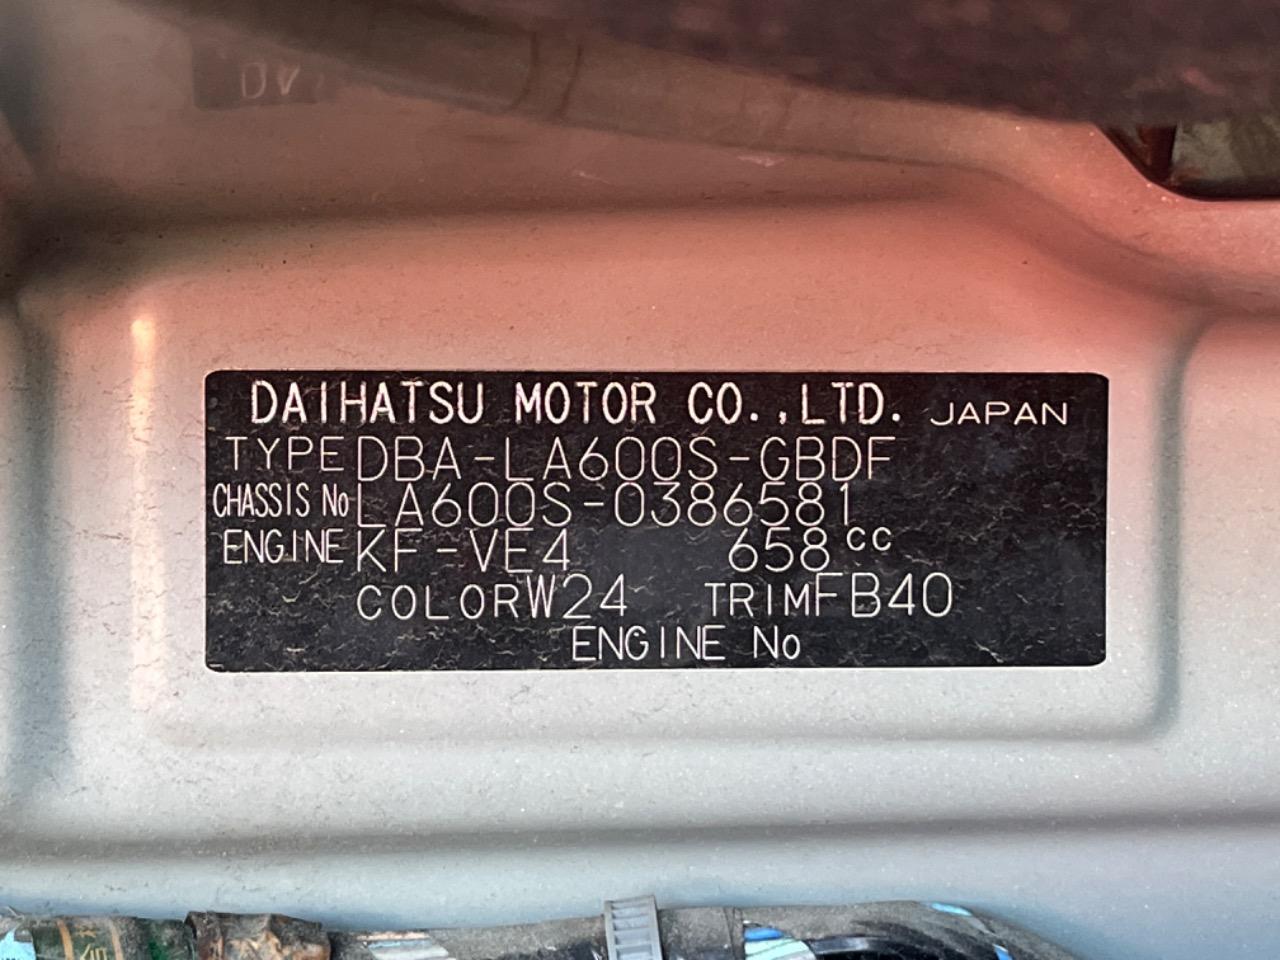 DV
DAIHATSU MOTOR CO.,LTD. JAPAN
TYPE DBA-LA600S-GBDF
CHASSIS No LA600S-0386581
ENGINE KF-VE4 658cc
COLOR W24 TRIM FB40
ENGINE No